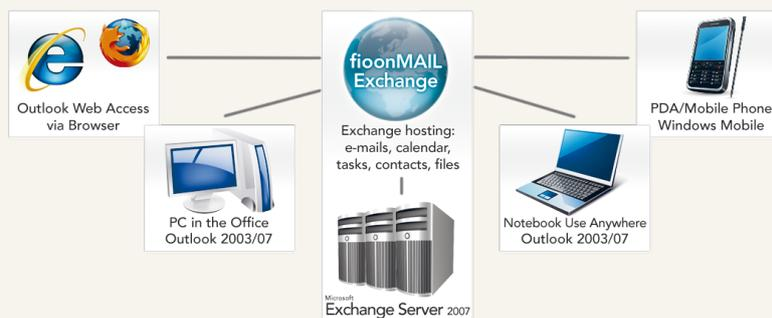 Outlook Web Access
via Browser
PC in the Office
Outlook 2003/07
fioonMAIL
Exchange
Exchange hosting:
e-mails, calendar,
tasks, contacts, files
Microsoft
Exchange Server 2007
Notebook Use Anywhere
Outlook 2003/07
PDA/Mobile Phone
Windows Mobile